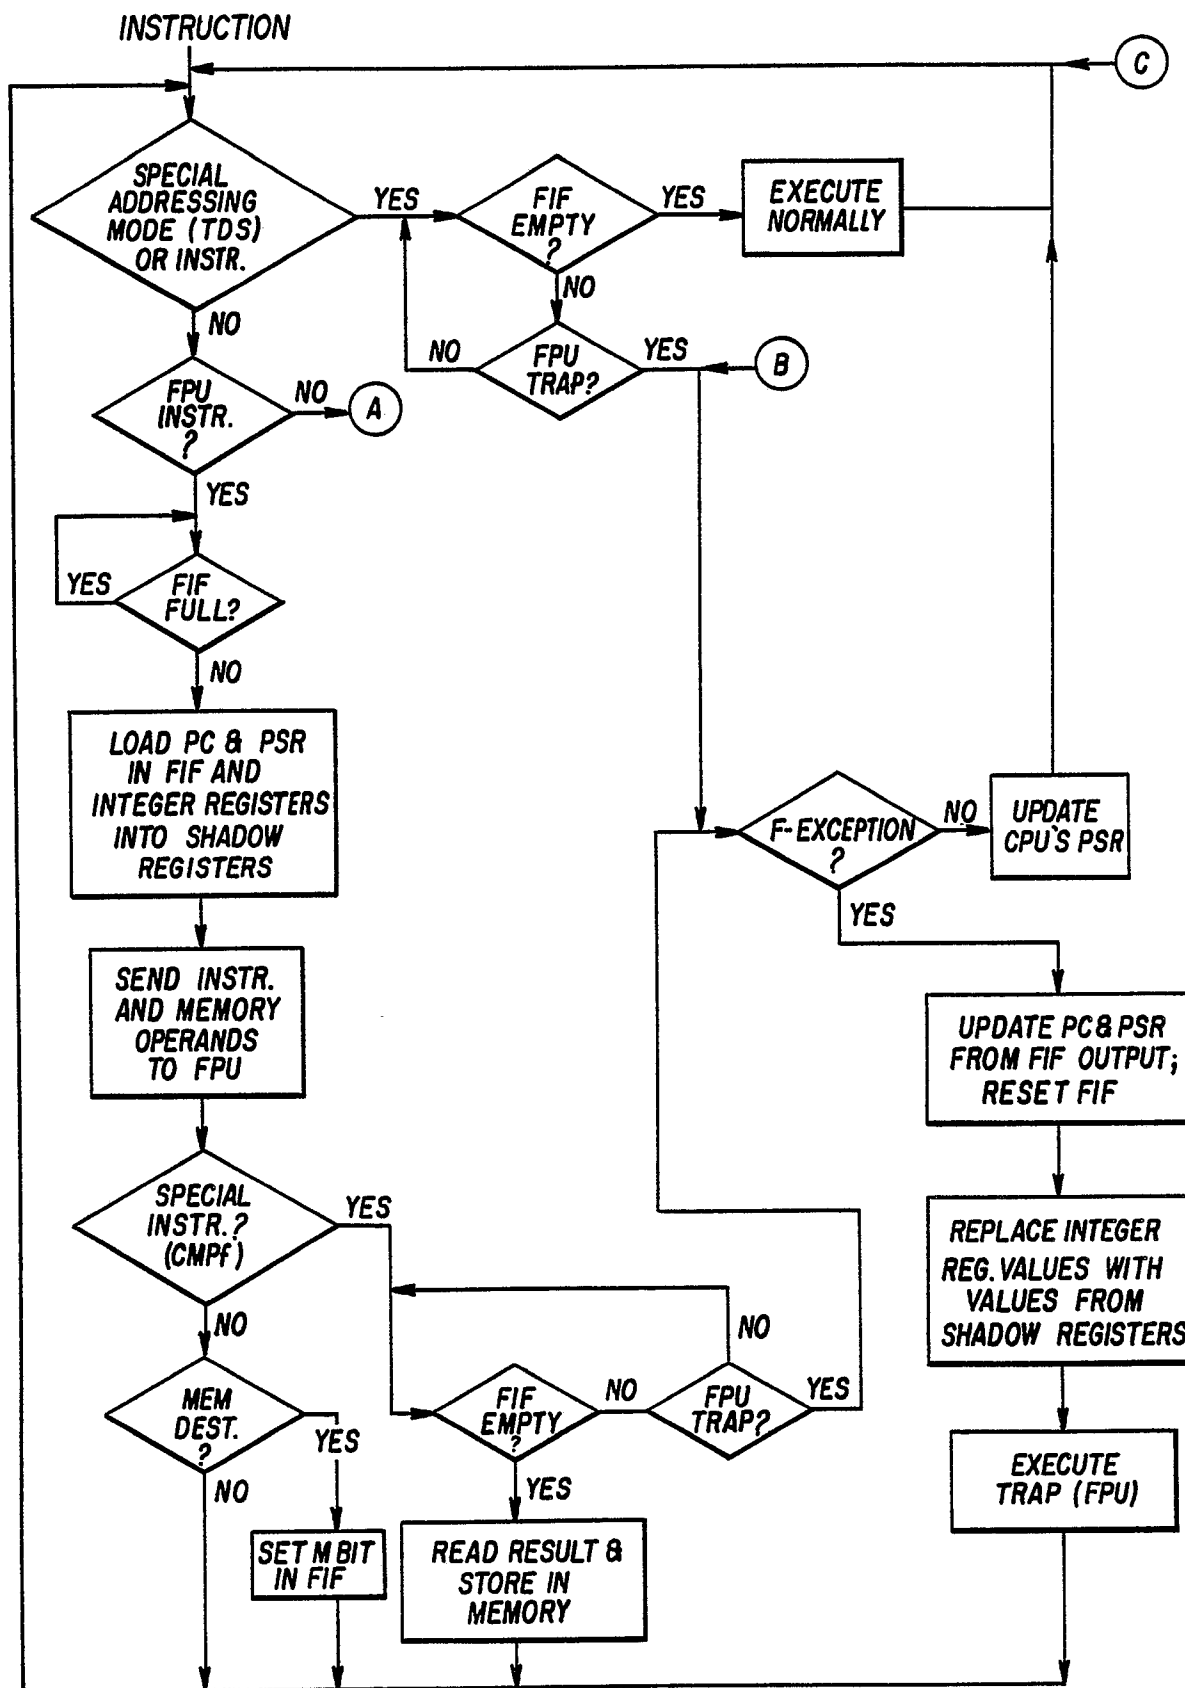 INSTRUCTION
C
SPECIAL
ADDRESSING
MODE (TDS)
OR INSTR.
YES
FIF
EMPTY
?
YES
EXECUTE
NORMALLY
NO
NO
NO
FPU
TRAP?
YES
B
FPU
INSTR.
?
NO
A
YES
YES
FIF
FULL?
NO
LOAD PC & PSR
IN FIF AND
INTEGER REGISTERS
INTO SHADOW
REGISTERS
F-EXCEPTION
?
NO
UPDATE
CPU'S PSR
YES
SEND INSTR.
AND MEMORY
OPERANDS
TO FPU
UPDATE PC & PSR
FROM FIF OUTPUT;
RESET FIF
SPECIAL
INSTR.?
(CMPf)
YES
REPLACE INTEGER
REG. VALUES WITH
VALUES FROM
SHADOW REGISTERS
NO
NO
MEM
DEST.
?
YES
FIF
EMPTY
?
NO
FPU
TRAP?
YES
NO
YES
EXECUTE
TRAP (FPU)
SET M BIT
IN FIF
READ RESULT &
STORE IN
MEMORY